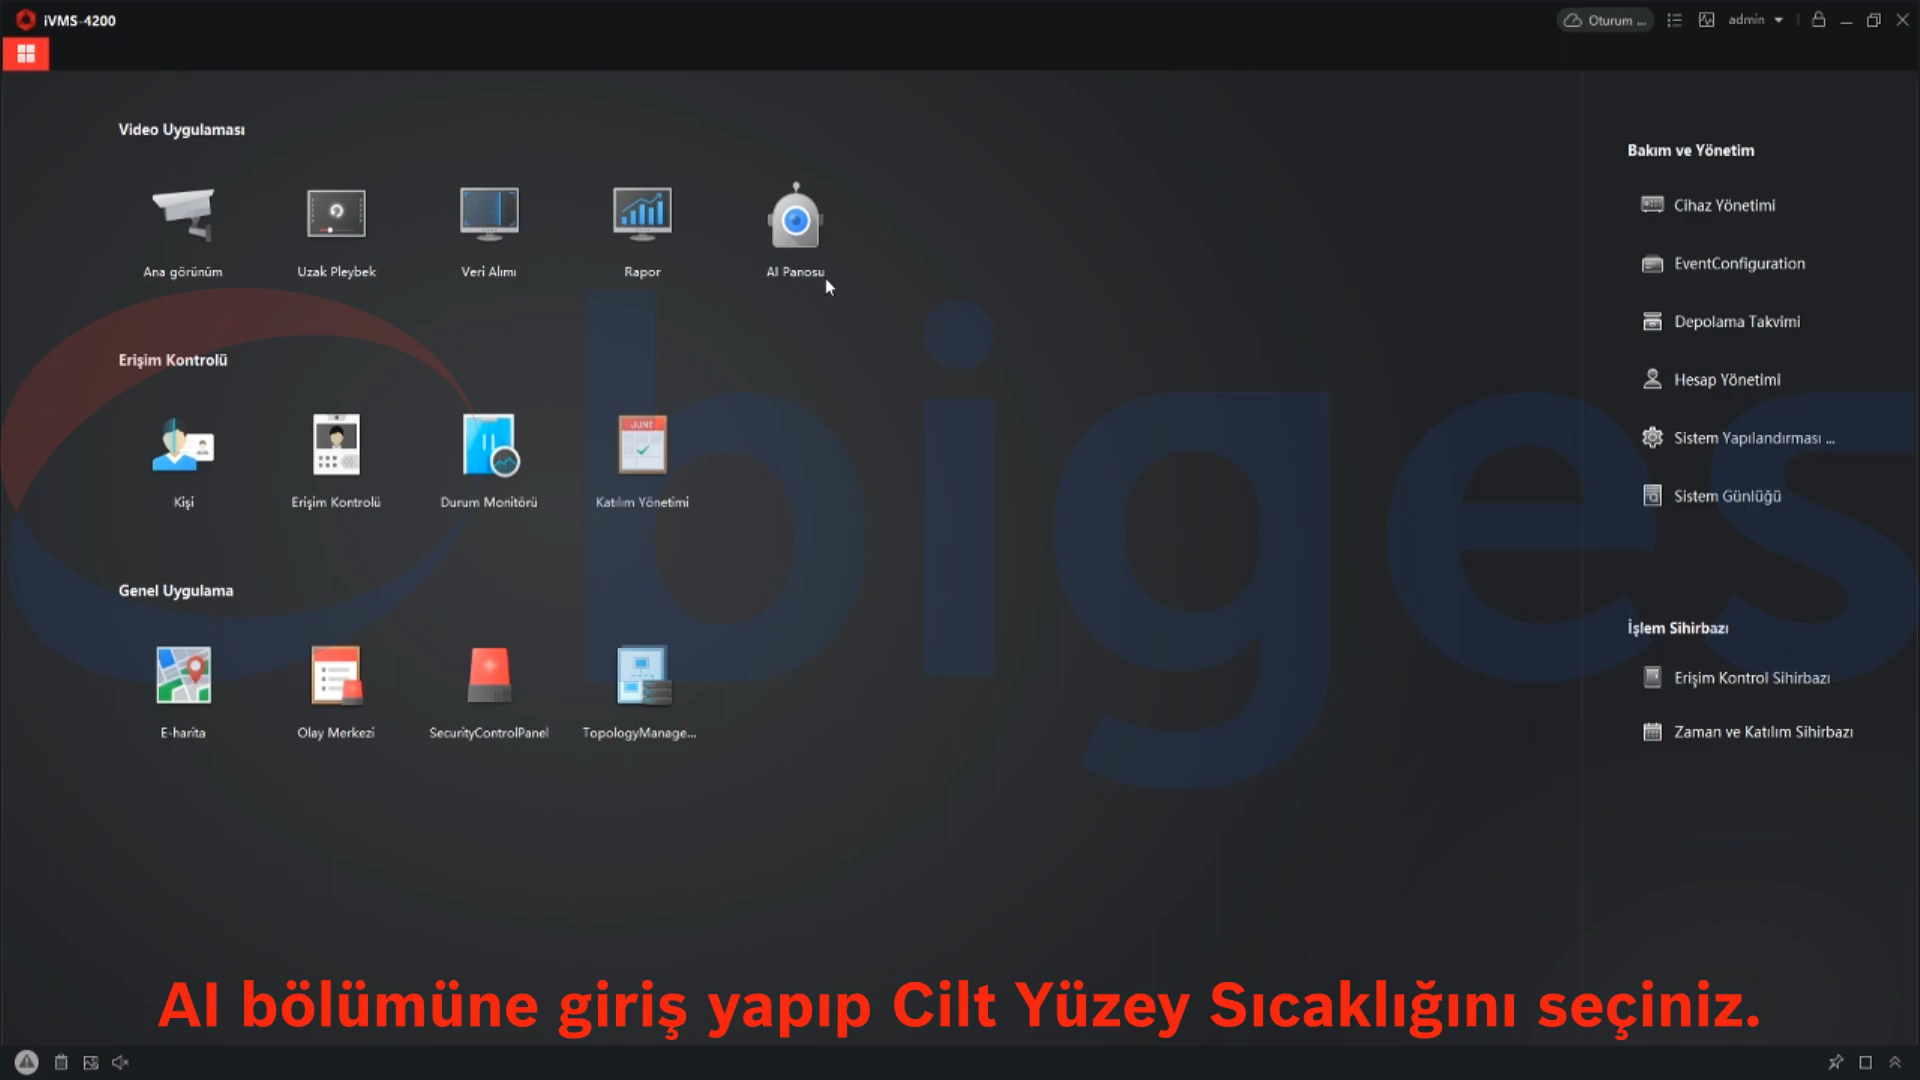 iVMS-4200
Oturum ...
admin
Video Uygulaması
Ana görünüm
Uzak Pleybek
Veri Alımı
Rapor
AI Panosu
Erişim Kontrolü
JUNE
Kişi
Erişim Kontrolü
Durum Monitörü
Katılım Yönetimi
Genel Uygulama
E-harita
Olay Merkezi
SecurityControlPanel
TopologyManage...
Bakım ve Yönetim
Cihaz Yönetimi
EventConfiguration
Depolama Takvimi
Hesap Yönetimi
Sistem Yapılandırması ...
Sistem Günlüğü
İşlem Sihirbazı
Erişim Kontrol Sihirbazı
Zaman ve Katılım Sihirbazı
biges
AI bölümüne giriş yapıp Cilt Yüzey Sıcaklığını seçiniz.